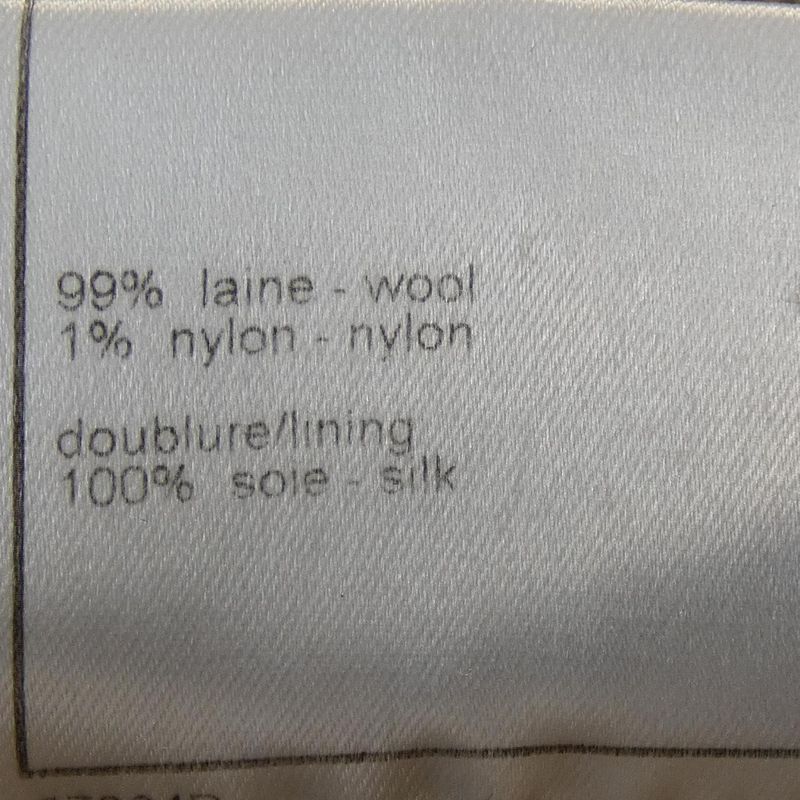 99% laine - wool
1% nylon - nylon
doublure/lining
100% soie - silk